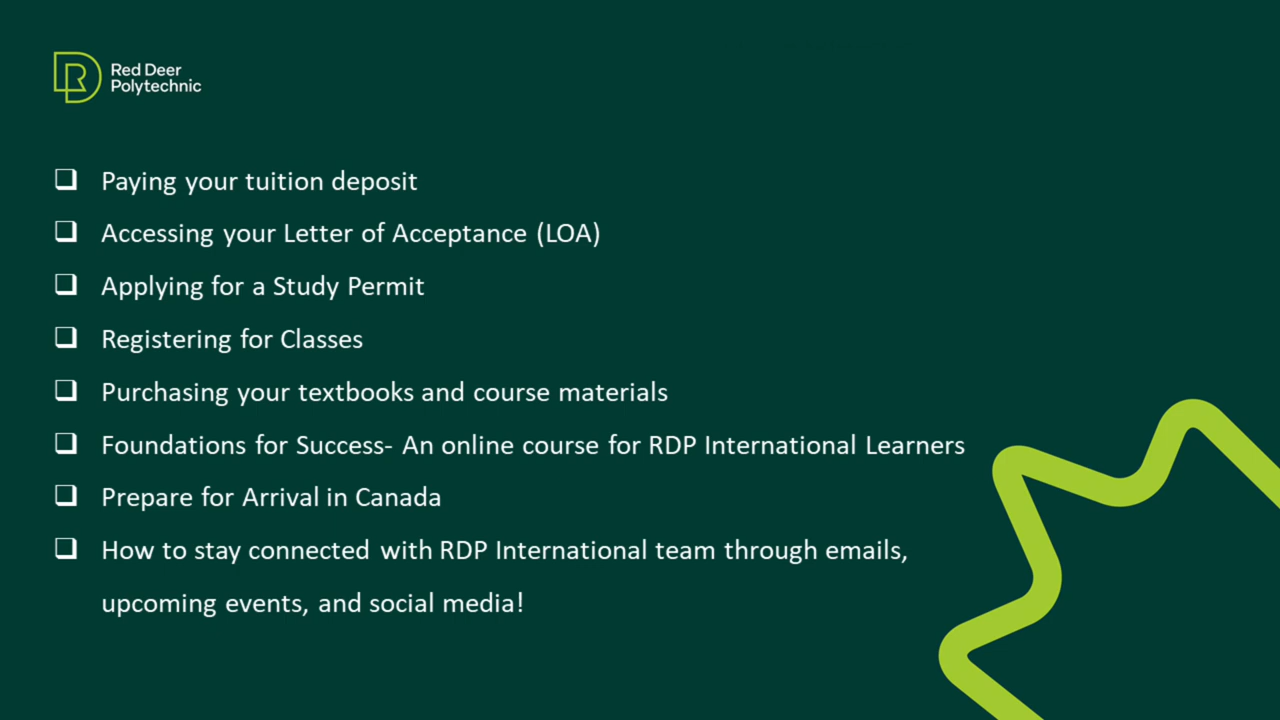 Red Deer
Polytechnic
❑ Paying your tuition deposit
❑ Accessing your Letter of Acceptance (LOA)
❑ Applying for a Study Permit
❑ Registering for Classes
❑ Purchasing your textbooks and course materials
❑ Foundations for Success- An online course for RDP International Learners
❑ Prepare for Arrival in Canada
❑ How to stay connected with RDP International team through emails,
upcoming events, and social media!